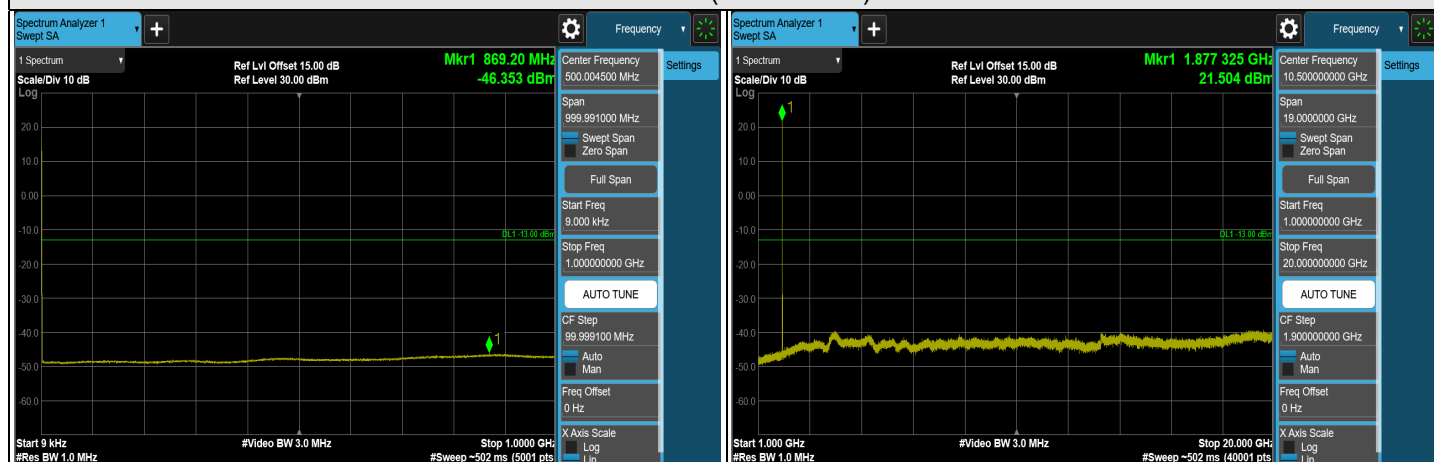 Spectrum Analyzer 1
Swept SA
+
Frequency
Settings
1 Spectrum
Scale/Div 10 dB
Ref Lvl Offset 15.00 dB
Ref Level 30.00 dBm
Mkr1 869.20 MHz
-46.353 dBm
Log
20.0
10.0
0.00
-10.0
-20.0
-30.0
-40.0
-50.0
-60.0
DL1 -13.00 dBm
1
Start 9 kHz
#Res BW 1.0 MHz
#Video BW 3.0 MHz
Stop 1.0000 GHz
#Sweep ~502 ms (5001 pts
Center Frequency
500.004500 MHz
Span
999.991000 MHz
Swept Span
Zero Span
Full Span
Start Freq
9.000 kHz
Stop Freq
1.000000000 GHz
AUTO TUNE
CF Step
99.999100 MHz
Auto
Man
Freq Offset
0 Hz
X Axis Scale
Log
Lin
Spectrum Analyzer 1
Swept SA
+
Frequency
Settings
1 Spectrum
Scale/Div 10 dB
Ref Lvl Offset 15.00 dB
Ref Level 30.00 dBm
Mkr1 1.877 325 GHz
21.504 dBm
Log
20.0
10.0
0.00
-10.0
-20.0
-30.0
-40.0
-50.0
-60.0
DL1 -13.00 dBm
1
Start 1.000 GHz
#Res BW 1.0 MHz
#Video BW 3.0 MHz
Stop 20.000 GHz
#Sweep ~502 ms (40001 pts
Center Frequency
10.500000000 GHz
Span
19.0000000 GHz
Swept Span
Zero Span
Full Span
Start Freq
1.000000000 GHz
Stop Freq
20.000000000 GHz
AUTO TUNE
CF Step
1.900000000 GHz
Auto
Man
Freq Offset
0 Hz
X Axis Scale
Log
Lin